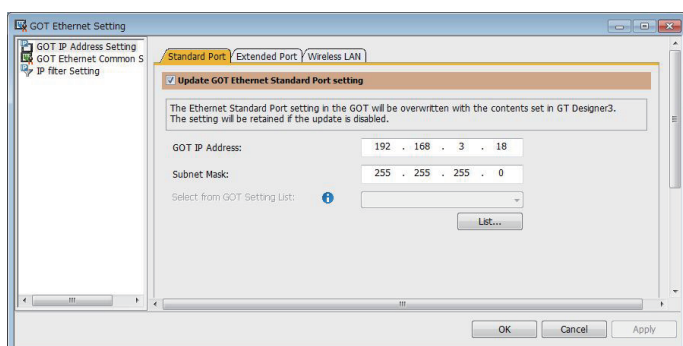 GOT Ethernet Setting
GOT IP Address Setting
GOT Ethernet Common S
IP filter Setting
Standard Port Extended Port Wireless LAN
Update GOT Ethernet Standard Port setting
The Ethernet Standard Port setting in the GOT will be overwritten with the contents set in GT Designer3.
The setting will be retained if the update is disabled.
GOT IP Address: 192 . 168 . 3 . 18
Subnet Mask: 255 . 255 . 255 . 0
Select from GOT Setting List:
List...
OK Cancel Apply